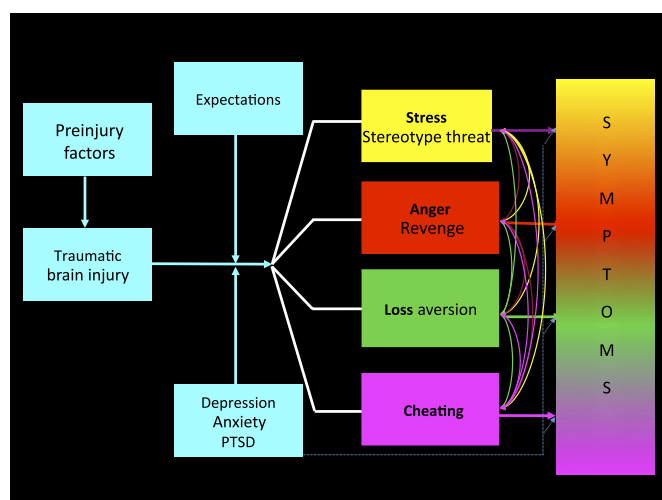 Expectations
Preinjury
factors
Traumatic
brain injury
Depression
Anxiety
PTSD
Stress
Stereotype threat
Anger
Revenge
Loss aversion
Cheating
S
Y
M
P
T
O
M
S